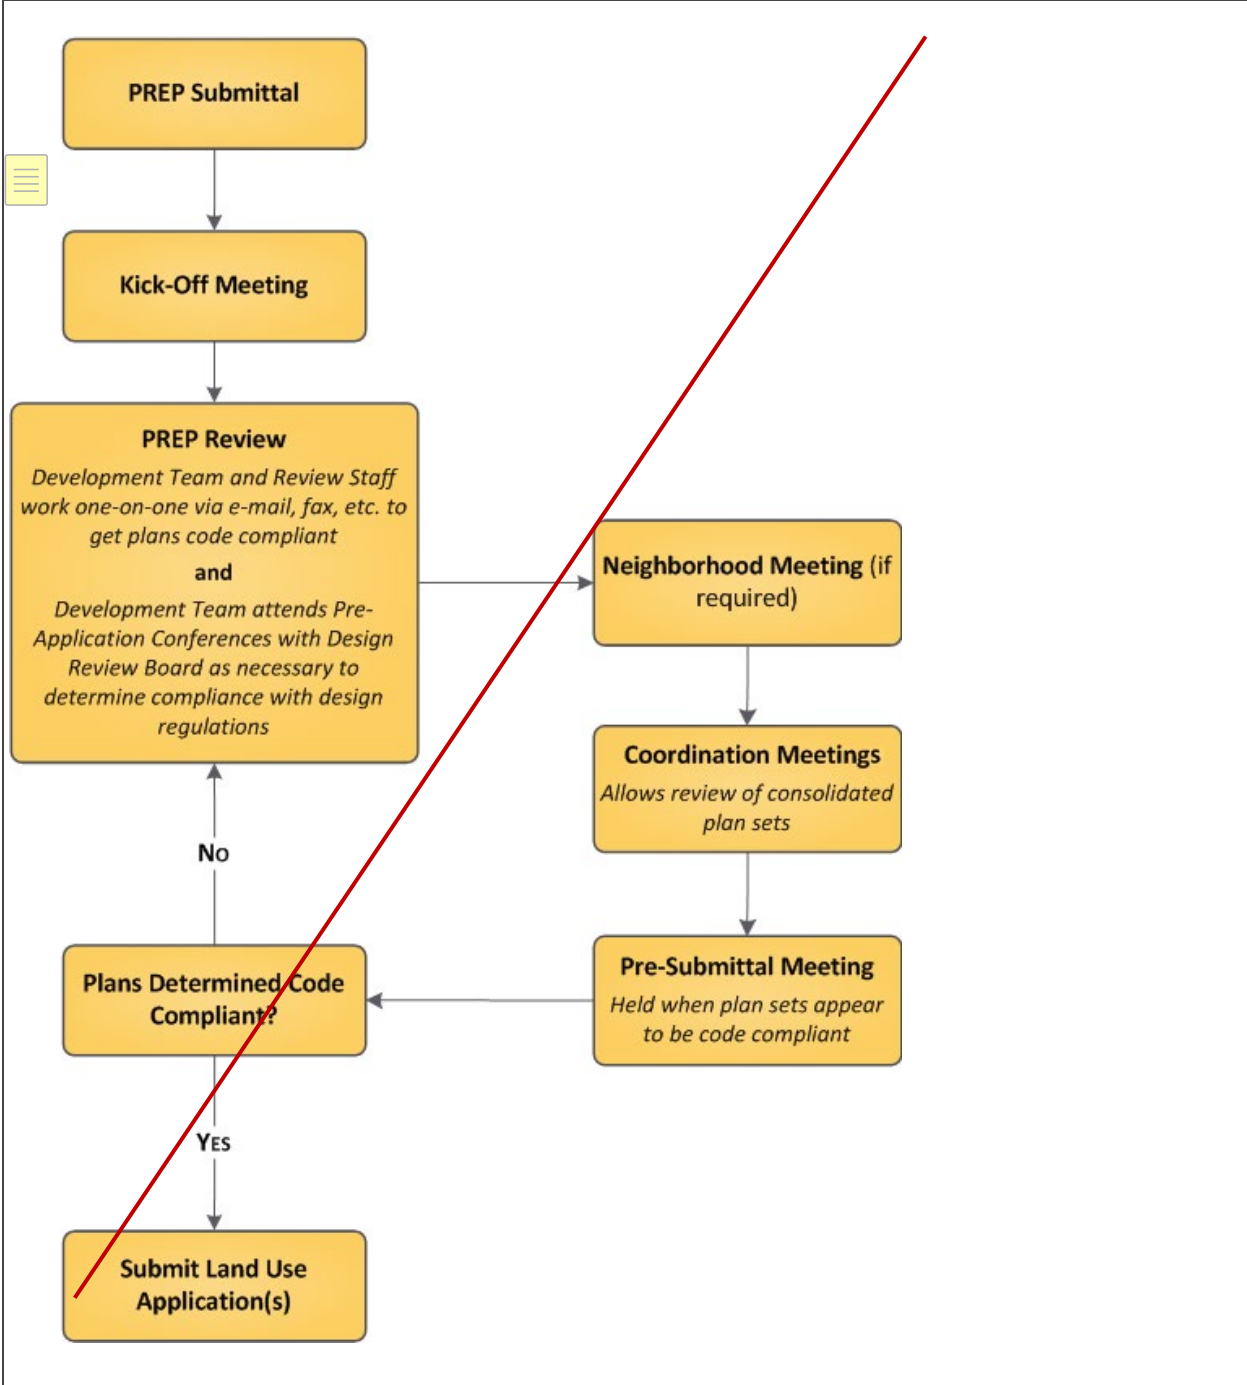 PREP Submittal
Kick-Off Meeting
PREP Review
Development Team and Review Staff
work one-on-one via e-mail, fax, etc. to
get plans code compliant
and
Development Team attends Pre-
Application Conferences with Design
Review Board as necessary to
determine compliance with design
regulations
Neighborhood Meeting (if
required)
Coordination Meetings
Allows review of consolidated
plan sets
Pre-Submittal Meeting
Held when plan sets appear
to be code compliant
No
Plans Determined Code
Compliant?
Yes
Submit Land Use
Application(s)